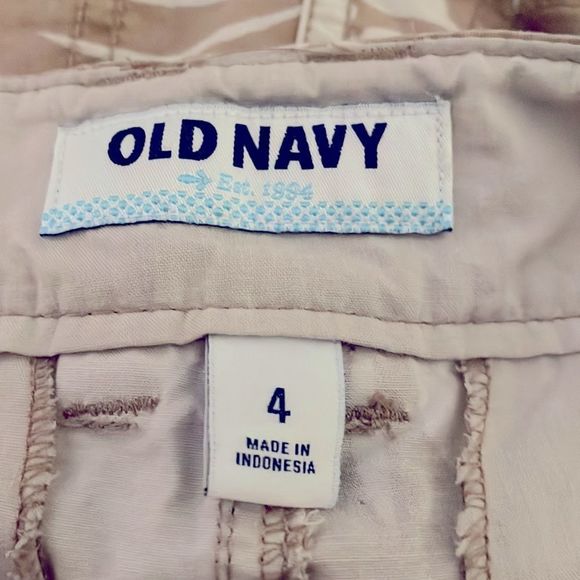 OLD NAVY
Est. 1994
4
MADE IN
INDONESIA